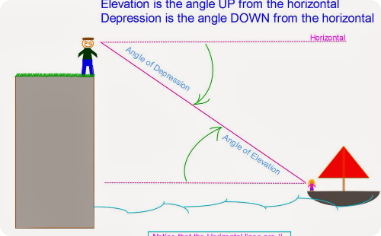 Elevation is the angle UP from the horizontal
Depression is the angle DOWN from the horizontal
Horizontal
Angle of Depression
Angle of Elevation